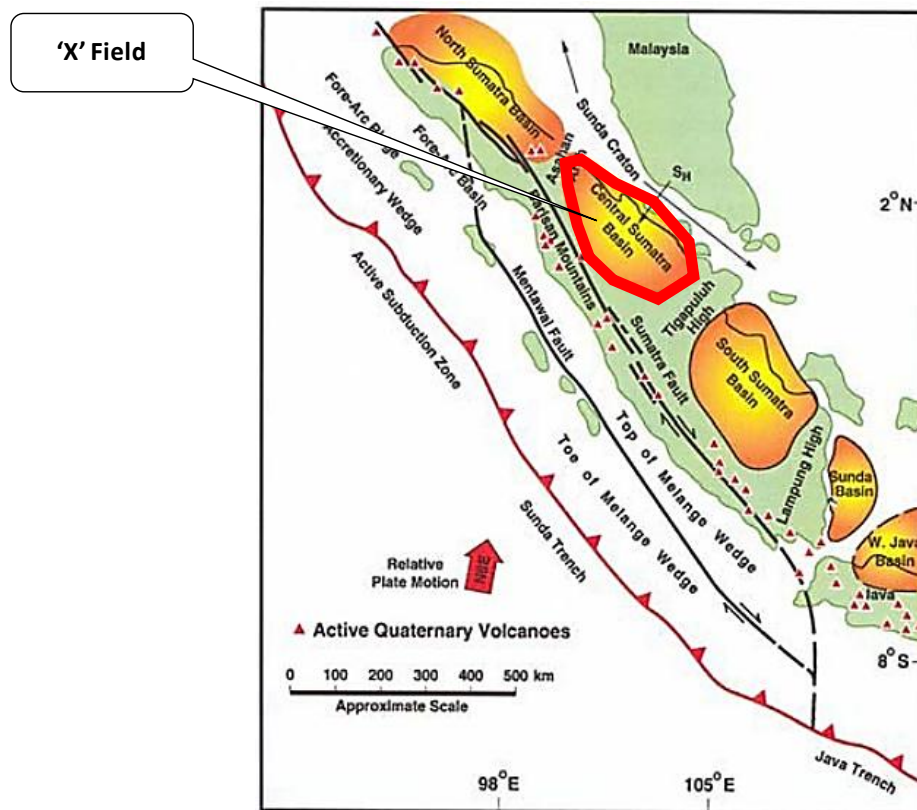 ‘X’ Field
North Sumatra
Basin
Malaysia
Fore-Arc Ridge
Accretionary Wedge
Fore-Arc Basin
Sunda Craton
Asahan
S_H
Central Sumatra
Basin
2°N
Barisan Mountains
Active Subduction
Zone
Mentawai Fault
Tigapuluh
High
Sumatra Fault
South Sumatra
Basin
Top of Melange Wedge
Toe of Melange Wedge
Lampung High
Sunda
Basin
Sunda Trench
W. Java
Basin
Java
Relative
Plate Motion
N8E
Active Quaternary Volcanoes
8°S
0 100 200 300 400 500 km
Approximate Scale
Java Trench
98°E
105°E